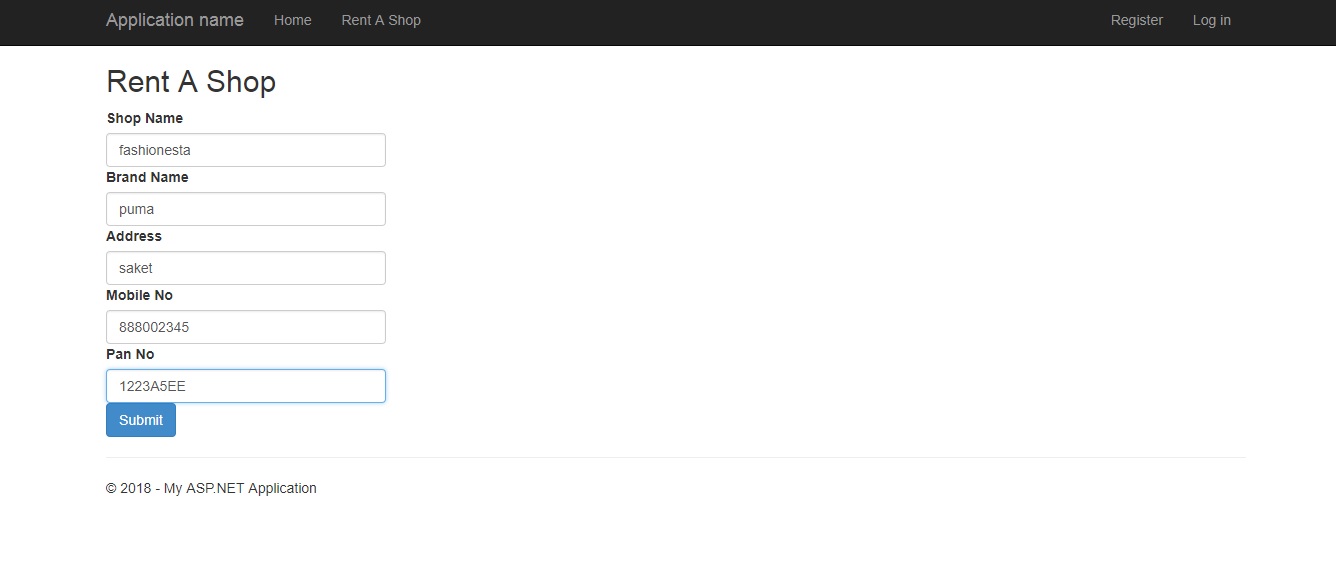 Application name Home Rent A Shop Register Log in
Rent A Shop
Shop Name
fashionesta
Brand Name
puma
Address
saket
Mobile No
888002345
Pan No
1223A5EE
Submit
© 2018 - My ASP.NET Application